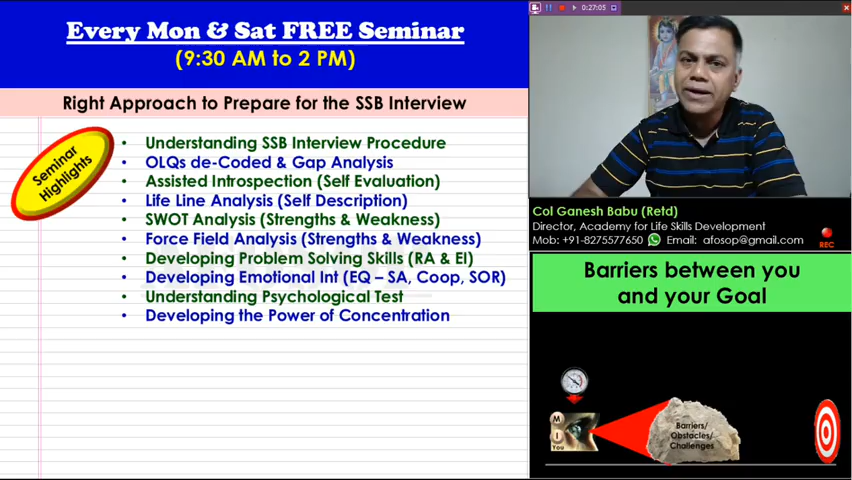 Every Mon & Sat FREE Seminar
(9:30 AM to 2 PM)
Right Approach to Prepare for the SSB Interview
Seminar
Highlights
• Understanding SSB Interview Procedure
• OLQs de-Coded & Gap Analysis
• Assisted Introspection (Self Evaluation)
• Life Line Analysis (Self Description)
• SWOT Analysis (Strengths & Weakness)
• Force Field Analysis (Strengths & Weakness)
• Developing Problem Solving Skills (RA & EI)
• Developing Emotional Int (EQ – SA, Coop, SOR)
• Understanding Psychological Test
• Developing the Power of Concentration
0:27:05
Col Ganesh Babu (Retd)
Director, Academy for Life Skills Development
Mob: +91-8275577650 Email: afosop@gmail.com
REC
Barriers between you
and your Goal
M
I
You
Barriers/
Obstacles/
Challenges